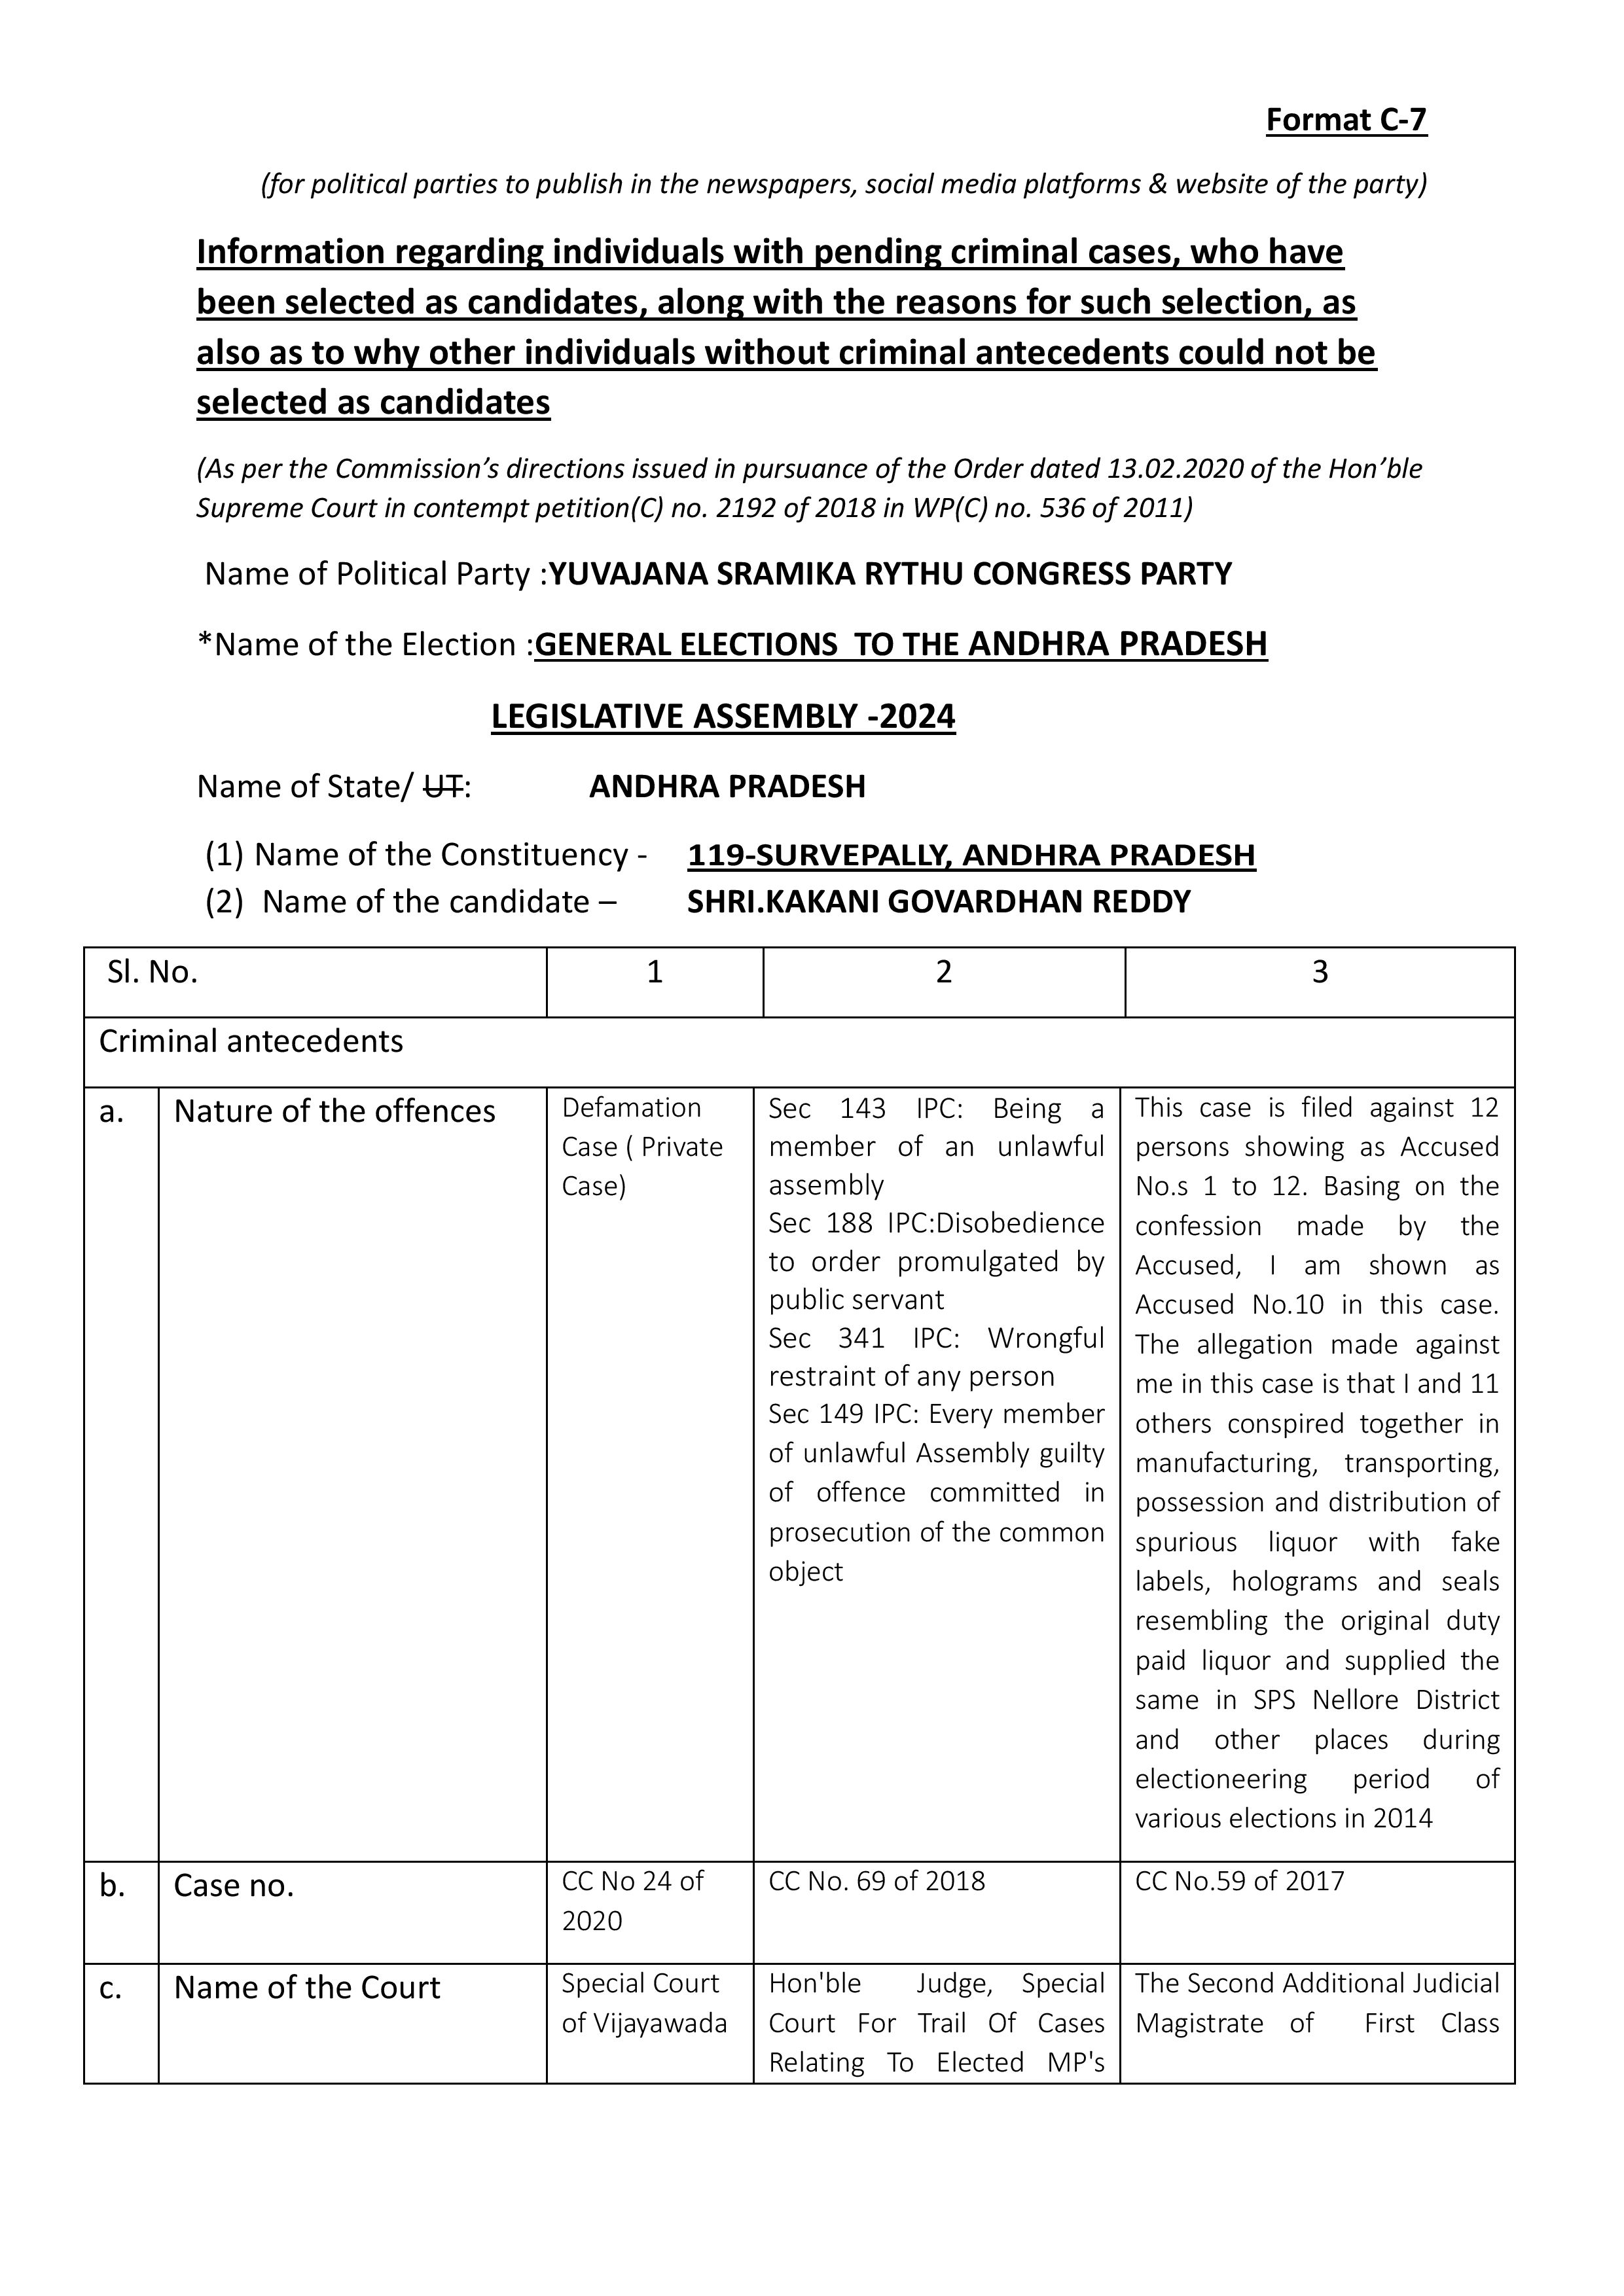 Format C-7
(for political parties to publish in the newspapers, social media platforms & website of the party)
Information regarding individuals with pending criminal cases, who have
been selected as candidates, along with the reasons for such selection, as
also as to why other individuals without criminal antecedents could not be
selected as candidates
(As per the Commission’s directions issued in pursuance of the Order dated 13.02.2020 of the Hon’ble
Supreme Court in contempt petition(C) no. 2192 of 2018 in WP(C) no. 536 of 2011)
Name of Political Party :YUVAJANA SRAMIKA RYTHU CONGRESS PARTY
*Name of the Election :GENERAL ELECTIONS TO THE ANDHRA PRADESH
LEGISLATIVE ASSEMBLY -2024
Name of State/ UT: ANDHRA PRADESH
(1) Name of the Constituency - 119-SURVEPALLY, ANDHRA PRADESH
(2) Name of the candidate – SHRI.KAKANI GOVARDHAN REDDY
Sl. No. 1 2 3
Criminal antecedents
a. Nature of the offences
Defamation
Case ( Private
Case)
Sec 143 IPC: Being a
member of an unlawful
assembly
Sec 188 IPC:Disobedience
to order promulgated by
public servant
Sec 341 IPC: Wrongful
restraint of any person
Sec 149 IPC: Every member
of unlawful Assembly guilty
of offence committed in
prosecution of the common
object
This case is filed against 12
persons showing as Accused
No.s 1 to 12. Basing on the
confession made by the
Accused, I am shown as
Accused No.10 in this case.
The allegation made against
me in this case is that I and 11
others conspired together in
manufacturing, transporting,
possession and distribution of
spurious liquor with fake
labels, holograms and seals
resembling the original duty
paid liquor and supplied the
same in SPS Nellore District
and other places during
electioneering period of
various elections in 2014
b. Case no.
CC No 24 of
2020
CC No. 69 of 2018
CC No.59 of 2017
c. Name of the Court
Special Court
of Vijayawada
Hon'ble Judge, Special
Court For Trail Of Cases
Relating To Elected MP's
The Second Additional Judicial
Magistrate of First Class